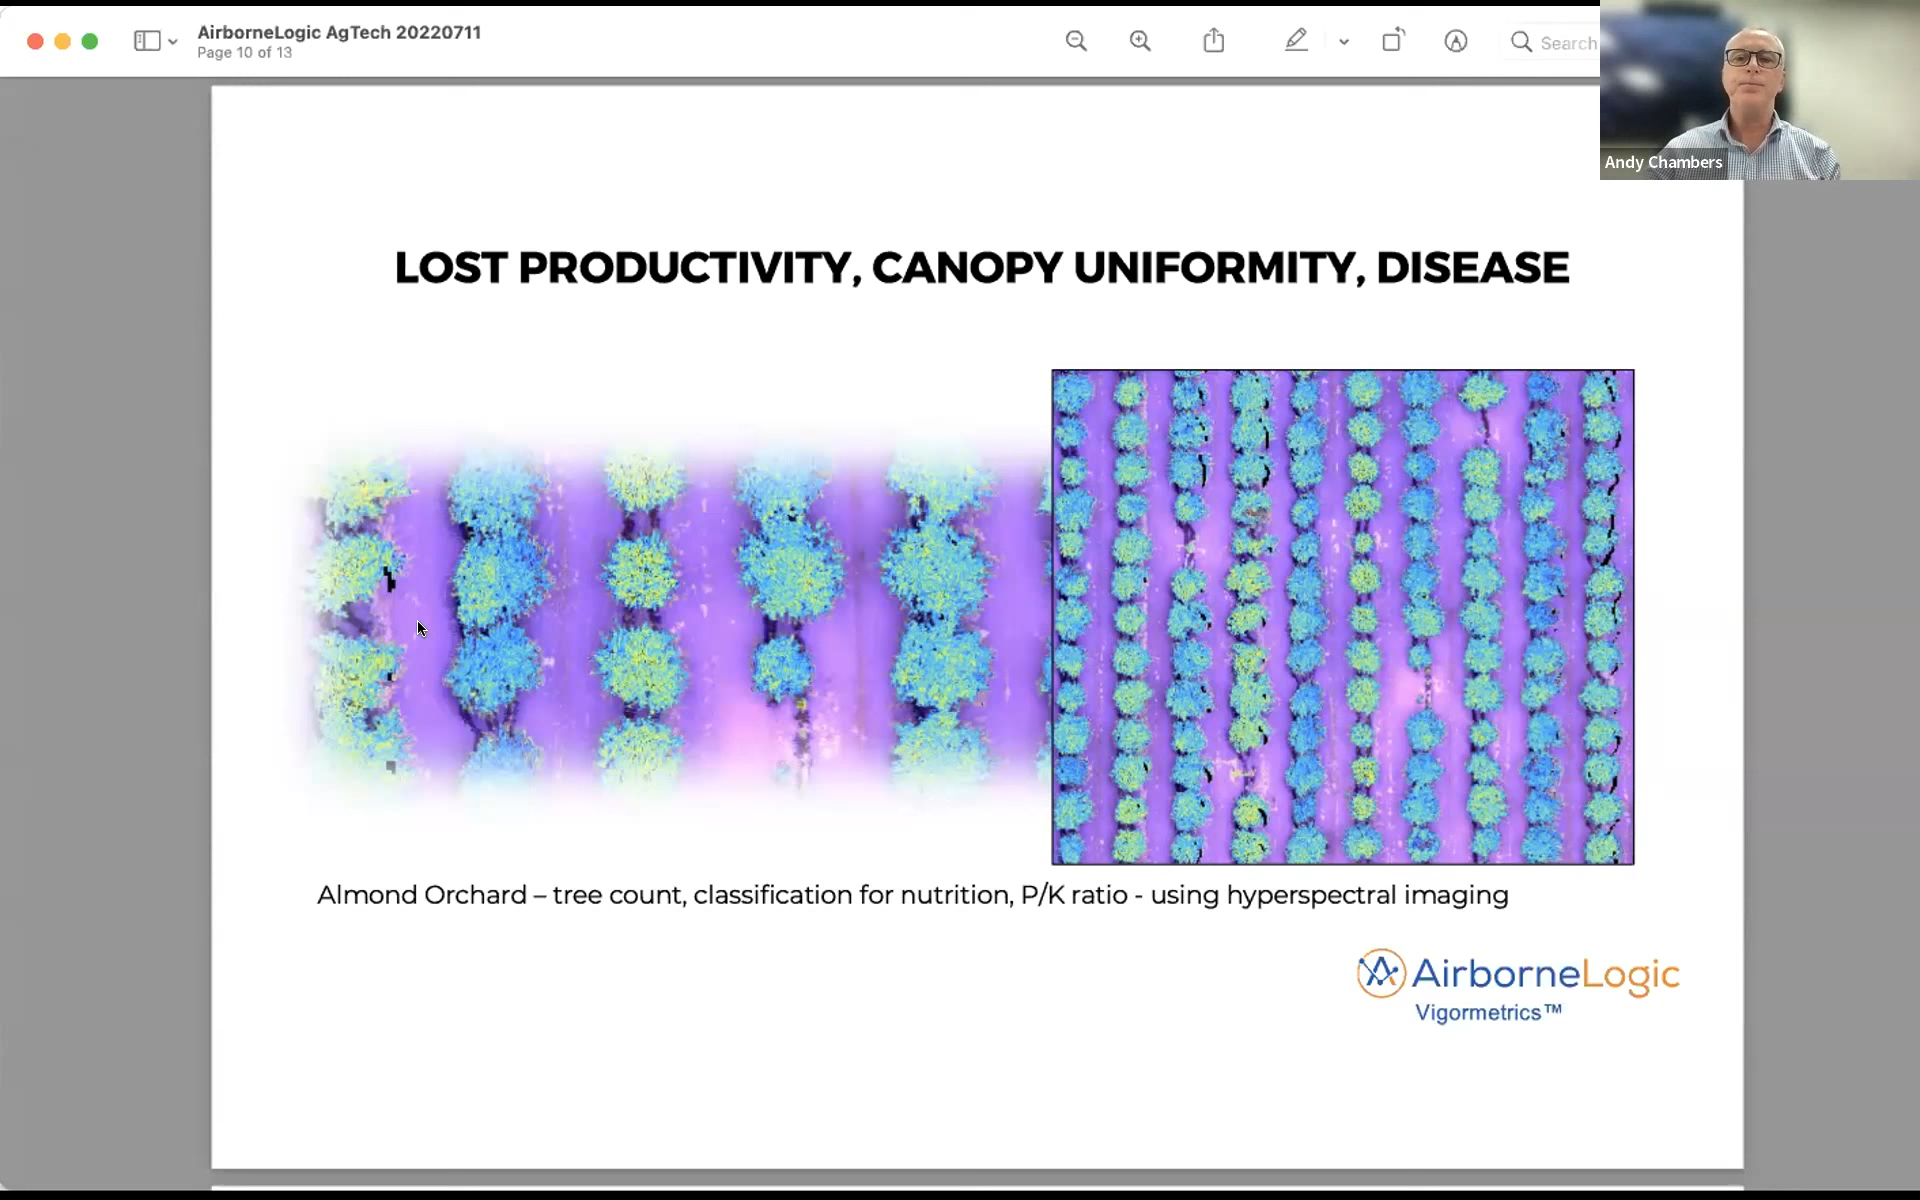 AirborneLogic AgTech 20220711
Page 10 of 13
Search
Andy Chambers
LOST PRODUCTIVITY, CANOPY UNIFORMITY, DISEASE
Almond Orchard – tree count, classification for nutrition, P/K ratio - using hyperspectral imaging
AirborneLogic
Vigormetrics™